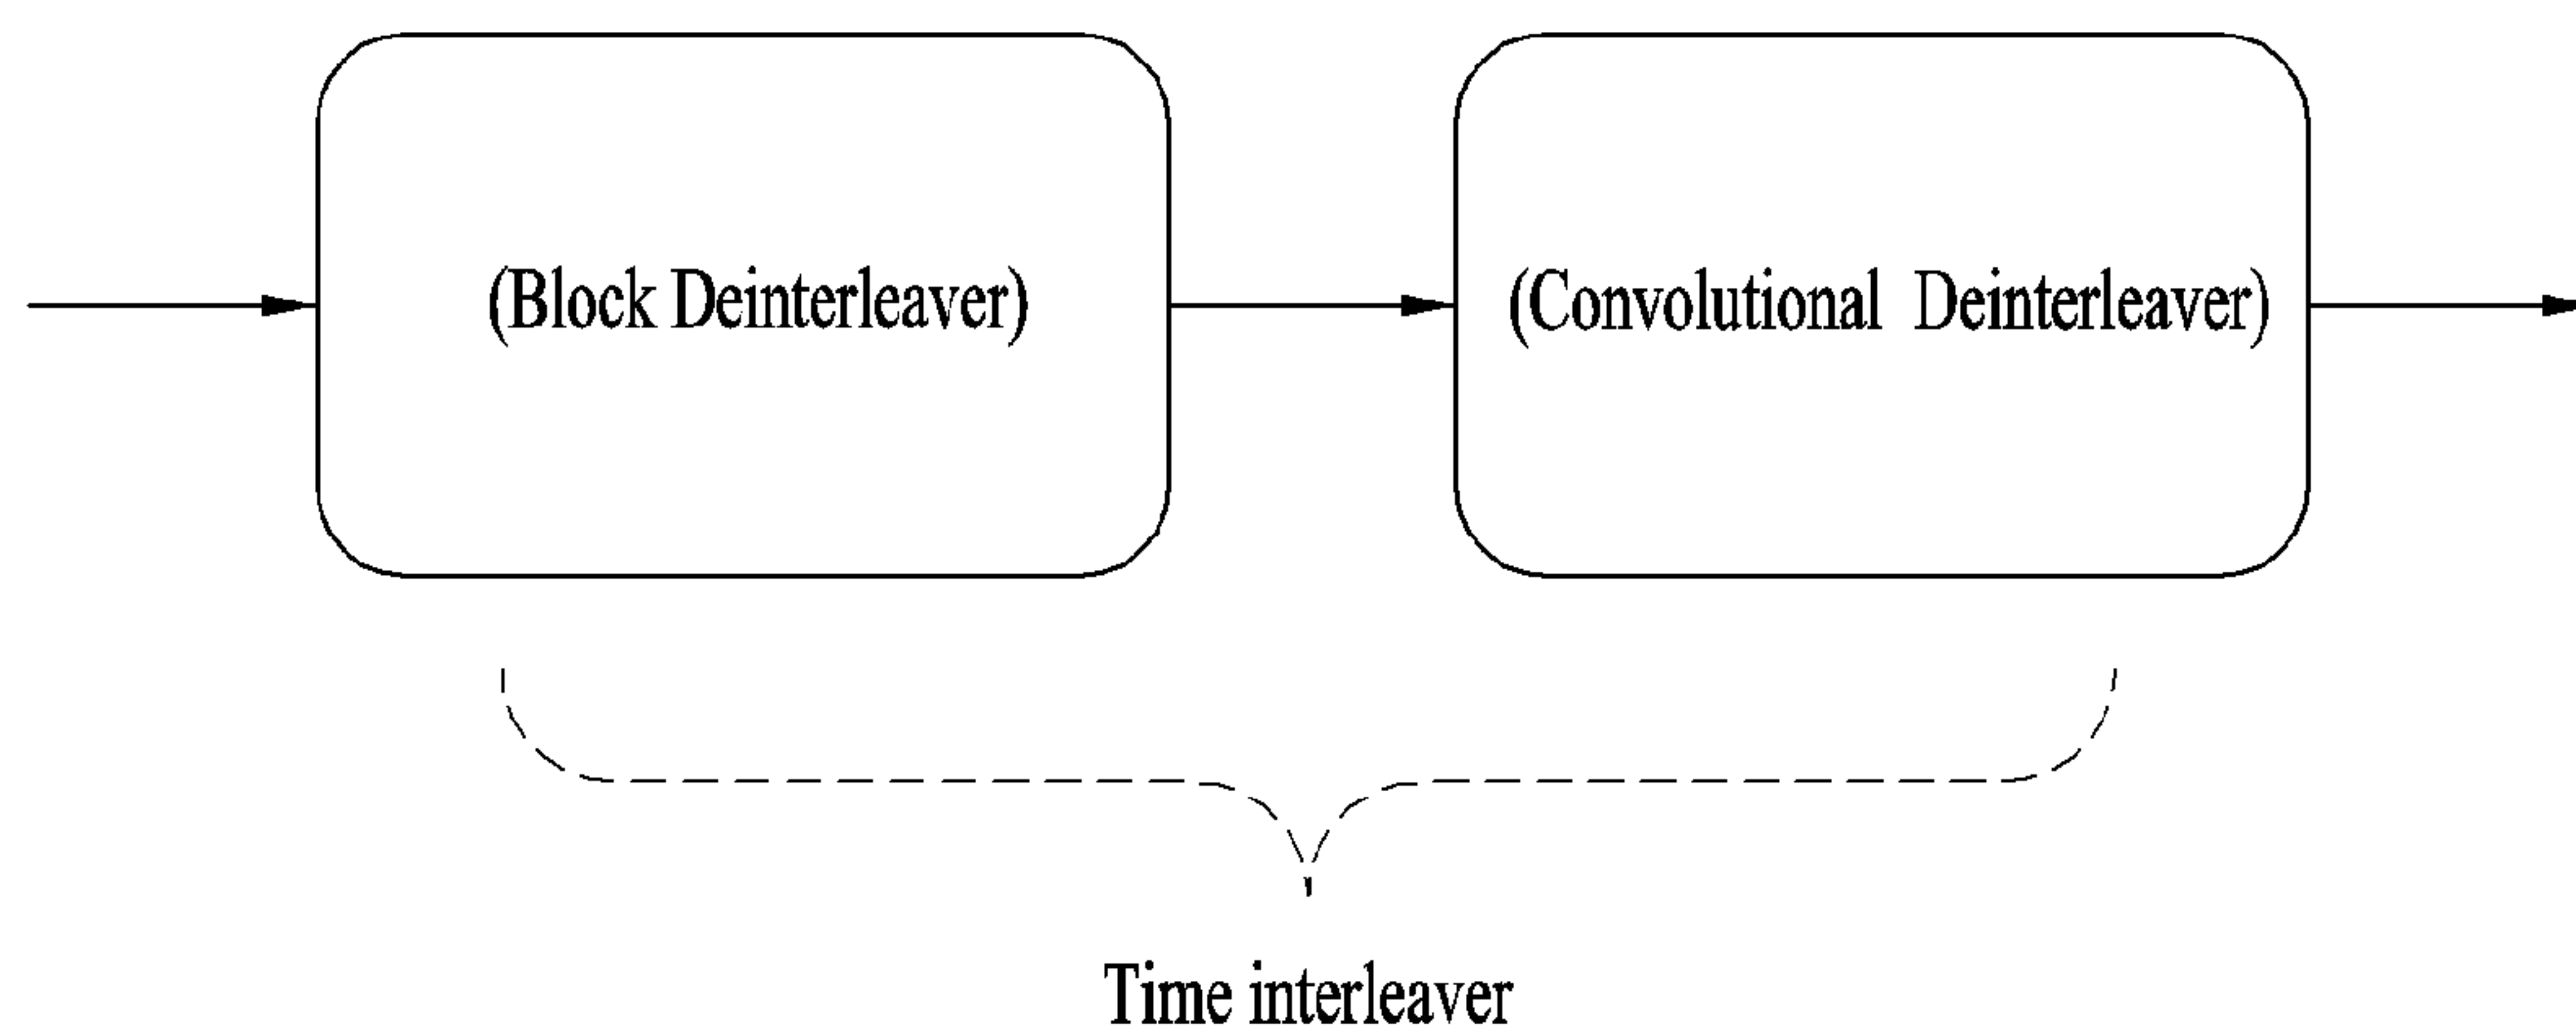 (Block Deinterleaver)
(Convolutional Deinterleaver)
Time interleaver